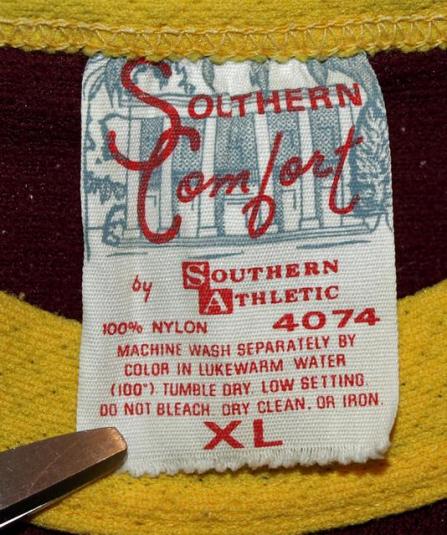 SOUTHERN
Comfort
by SOUTHERN
ATHLETIC
100% NYLON 4074
MACHINE WASH SEPARATELY BY
COLOR IN LUKEWARM WATER
(100°) TUMBLE DRY, LOW SETTING.
DO NOT BLEACH, DRY CLEAN, OR IRON.
XL